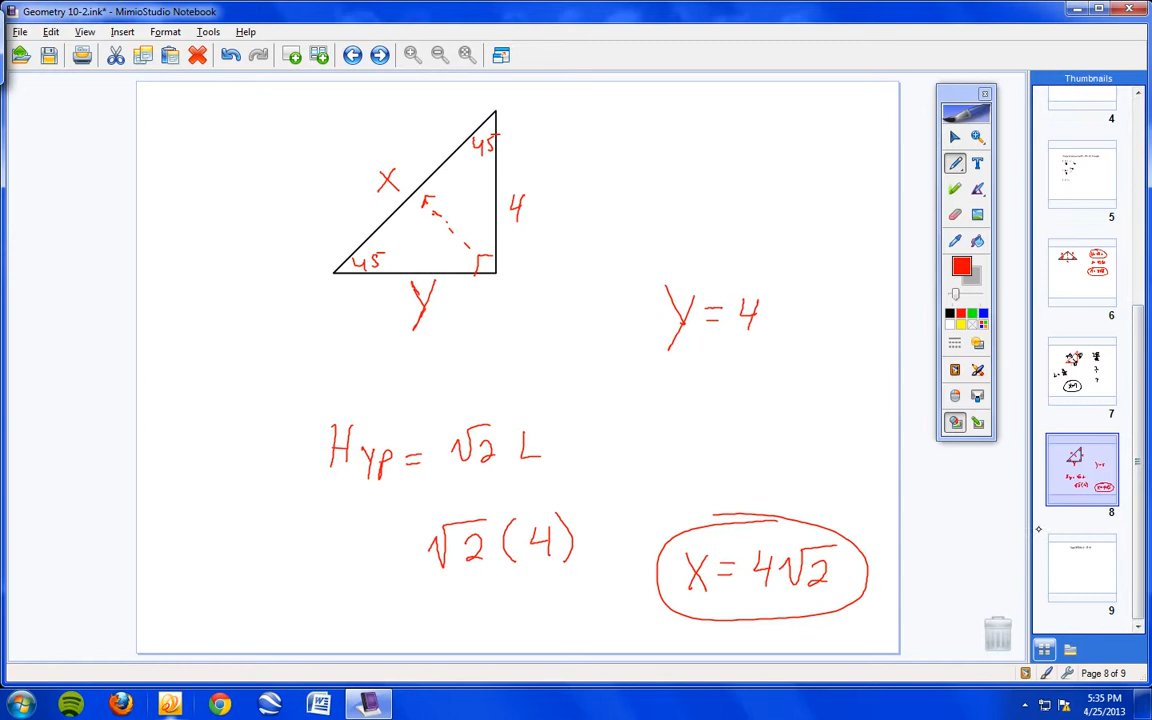 Geometry 10-2.ink* - MimioStudio Notebook
File Edit View Insert Format Tools Help
Thumbnails
4
5
6
7
8
9
45
X
4
45
y
y = 4
Hyp = √2 L
√2 (4)
X = 4√2
Page 8 of 9
5:35 PM
4/25/2013